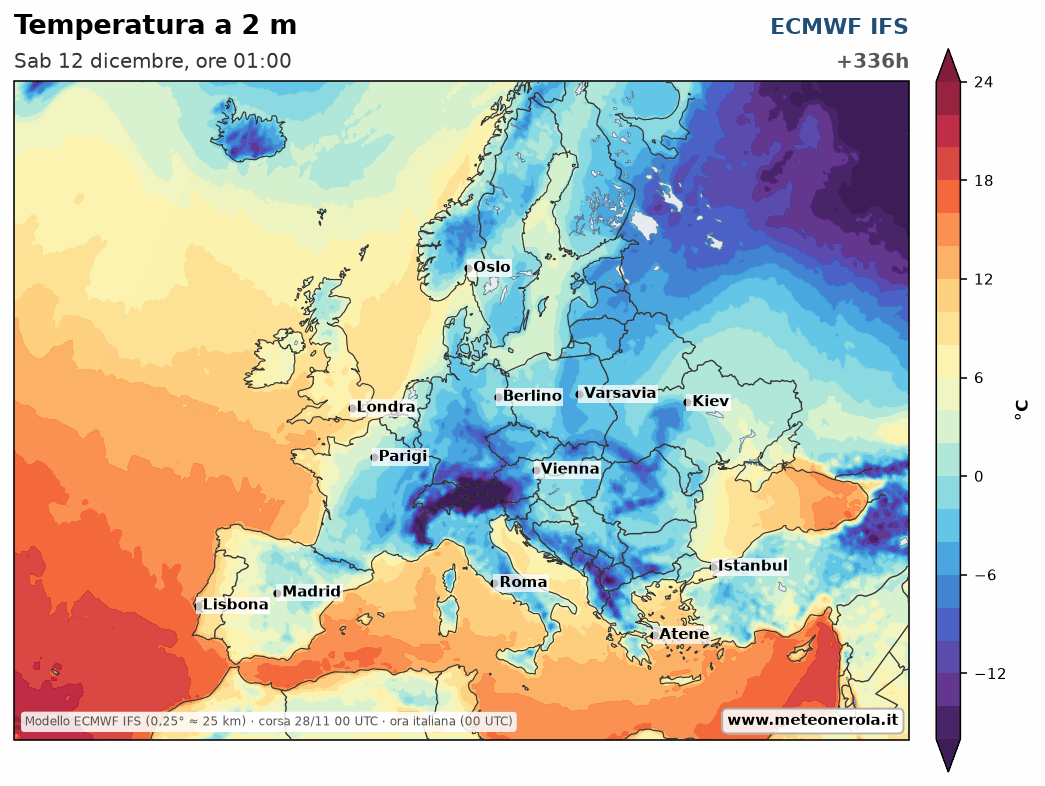 Temperatura a 2 m
ECMWF IFS
Sab 12 dicembre, ore 01:00
+336h
24
18
12
6
0
−6
−12
°C
Oslo
Londra
Berlino
Varsavia
Kiev
Parigi
Vienna
Istanbul
Roma
Madrid
Lisbona
Atene
Modello ECMWF IFS (0,25° ≈ 25 km) · corsa 28/11 00 UTC · ora italiana (00 UTC)
www.meteonerola.it